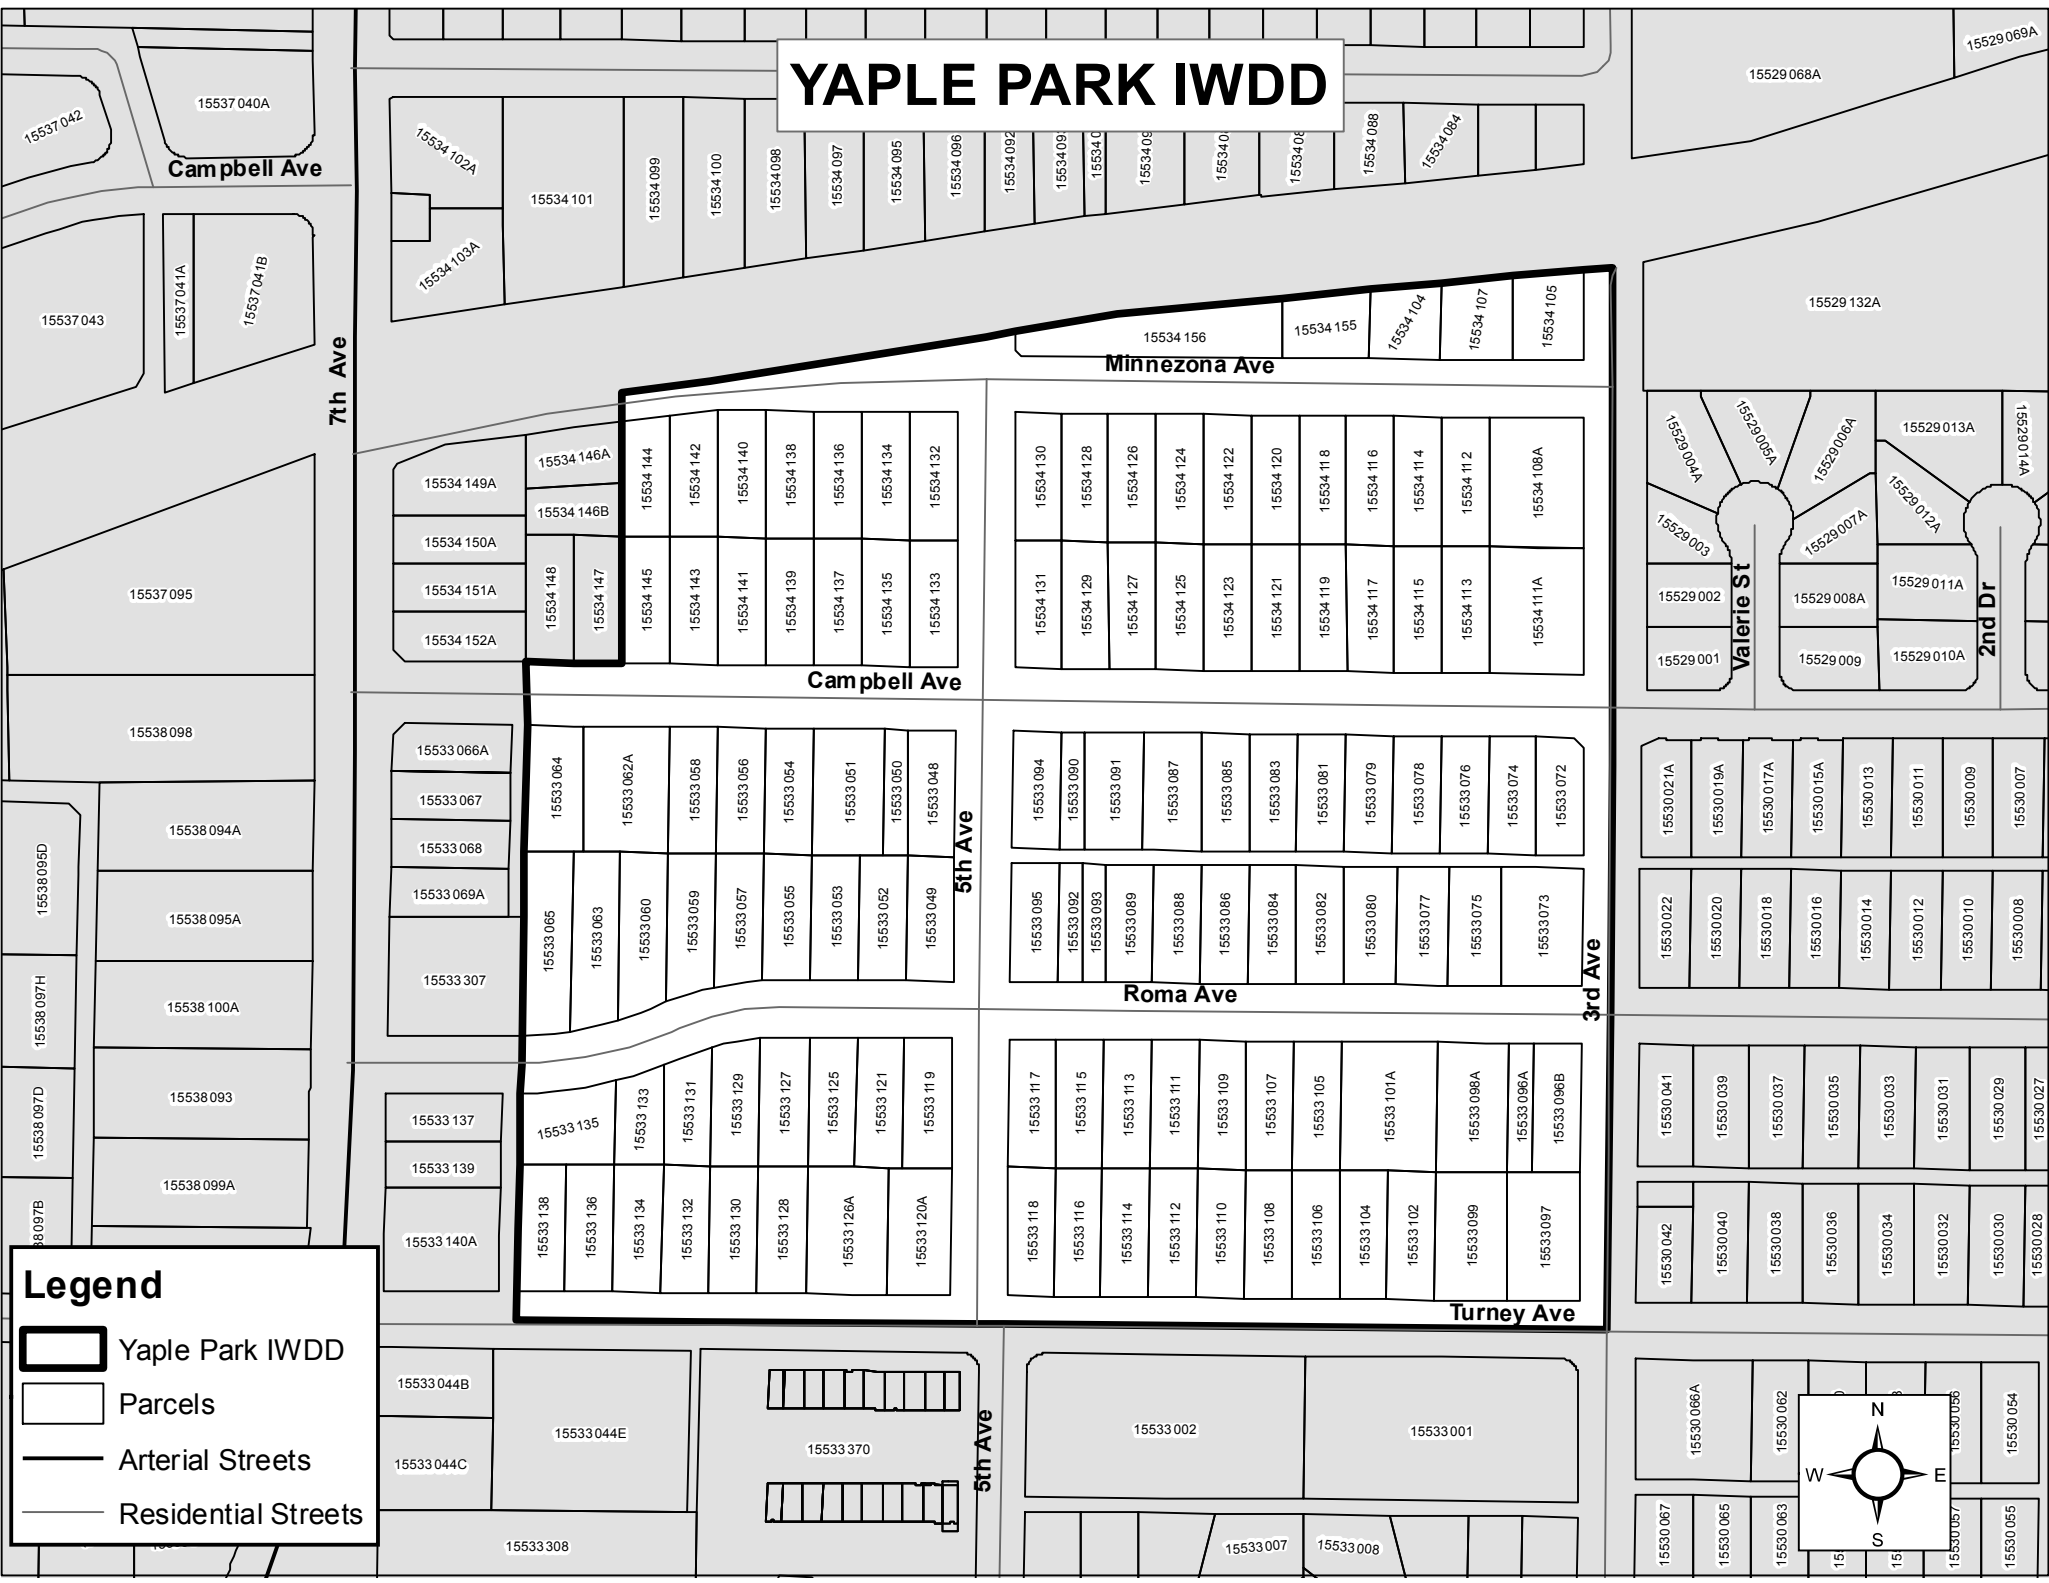 YAPLE PARK IWDD
15529 069A
15529 068A
15537 040A
15537 042
Campbell Ave
15534 102A
15534 101
15534 099
15534 100
15534 098
15534 097
15534 095
15534 096
15534 088
15534 084
15534 103A
15537 043
15537 041A
15537 041B
7th Ave
15529 132A
15534 156
15534 155
15534 104
15534 107
15534 105
Minnezona Ave
15534 149A
15534 146A
15534 146B
15534 150A
15534 151A
15534 152A
15534 148
15534 147
15534 144
15534 142
15534 140
15534 138
15534 136
15534 134
15534 132
15534 130
15534 128
15534 126
15534 124
15534 122
15534 120
15534 118
15534 116
15534 114
15534 112
15534 108A
15534 145
15534 143
15534 141
15534 139
15534 137
15534 135
15534 133
15534 131
15534 129
15534 127
15534 125
15534 123
15534 121
15534 119
15534 117
15534 115
15534 113
15534 111A
15529 004A
15529 005A
15529 006A
15529 013A
15529 014A
15529 003
15529 007A
15529 012A
15529 002
15529 008A
15529 011A
15529 001
15529 009
15529 010A
Valerie St
2nd Dr
Campbell Ave
15537 095
15538 098
15538 094A
15538 095D
15538 095A
15538 097H
15538 100A
15538 093
15538 097D
15538 099A
15533 066A
15533 067
15533 068
15533 069A
15533 307
15533 064
15533 062A
15533 058
15533 056
15533 054
15533 051
15533 050
15533 048
15533 094
15533 090
15533 091
15533 087
15533 085
15533 083
15533 081
15533 079
15533 078
15533 076
15533 074
15533 072
15530 021A
15530 019A
15530 017A
15530 015A
15530 013
15530 011
15530 009
15530 007
5th Ave
15533 065
15533 063
15533 060
15533 059
15533 057
15533 055
15533 053
15533 052
15533 049
15533 095
15533 092
15533 093
15533 089
15533 088
15533 086
15533 084
15533 082
15533 080
15533 077
15533 075
15533 073
15530 022
15530 020
15530 018
15530 016
15530 014
15530 012
15530 010
15530 008
Roma Ave
3rd Ave
15533 137
15533 139
15533 140A
15533 135
15533 133
15533 131
15533 129
15533 127
15533 125
15533 121
15533 119
15533 117
15533 115
15533 113
15533 111
15533 109
15533 107
15533 105
15533 101A
15533 098A
15533 096A
15533 096B
15530 041
15530 039
15530 037
15530 035
15530 033
15530 031
15530 029
15530 027
15533 138
15533 136
15533 134
15533 132
15533 130
15533 128
15533 126A
15533 120A
15533 118
15533 116
15533 114
15533 112
15533 110
15533 108
15533 106
15533 104
15533 102
15533 099
15533 097
15530 042
15530 040
15530 038
15530 036
15530 034
15530 032
15530 030
15530 028
Turney Ave
Legend
Yaple Park IWDD
Parcels
Arterial Streets
Residential Streets
15533 044B
15533 044C
15533 044E
15533 370
15533 308
5th Ave
15533 002
15533 001
15533 007
15533 008
15530 066A
15530 062
15530 056
15530 054
15530 067
15530 065
15530 063
15530 057
15530 055
N
W
E
S